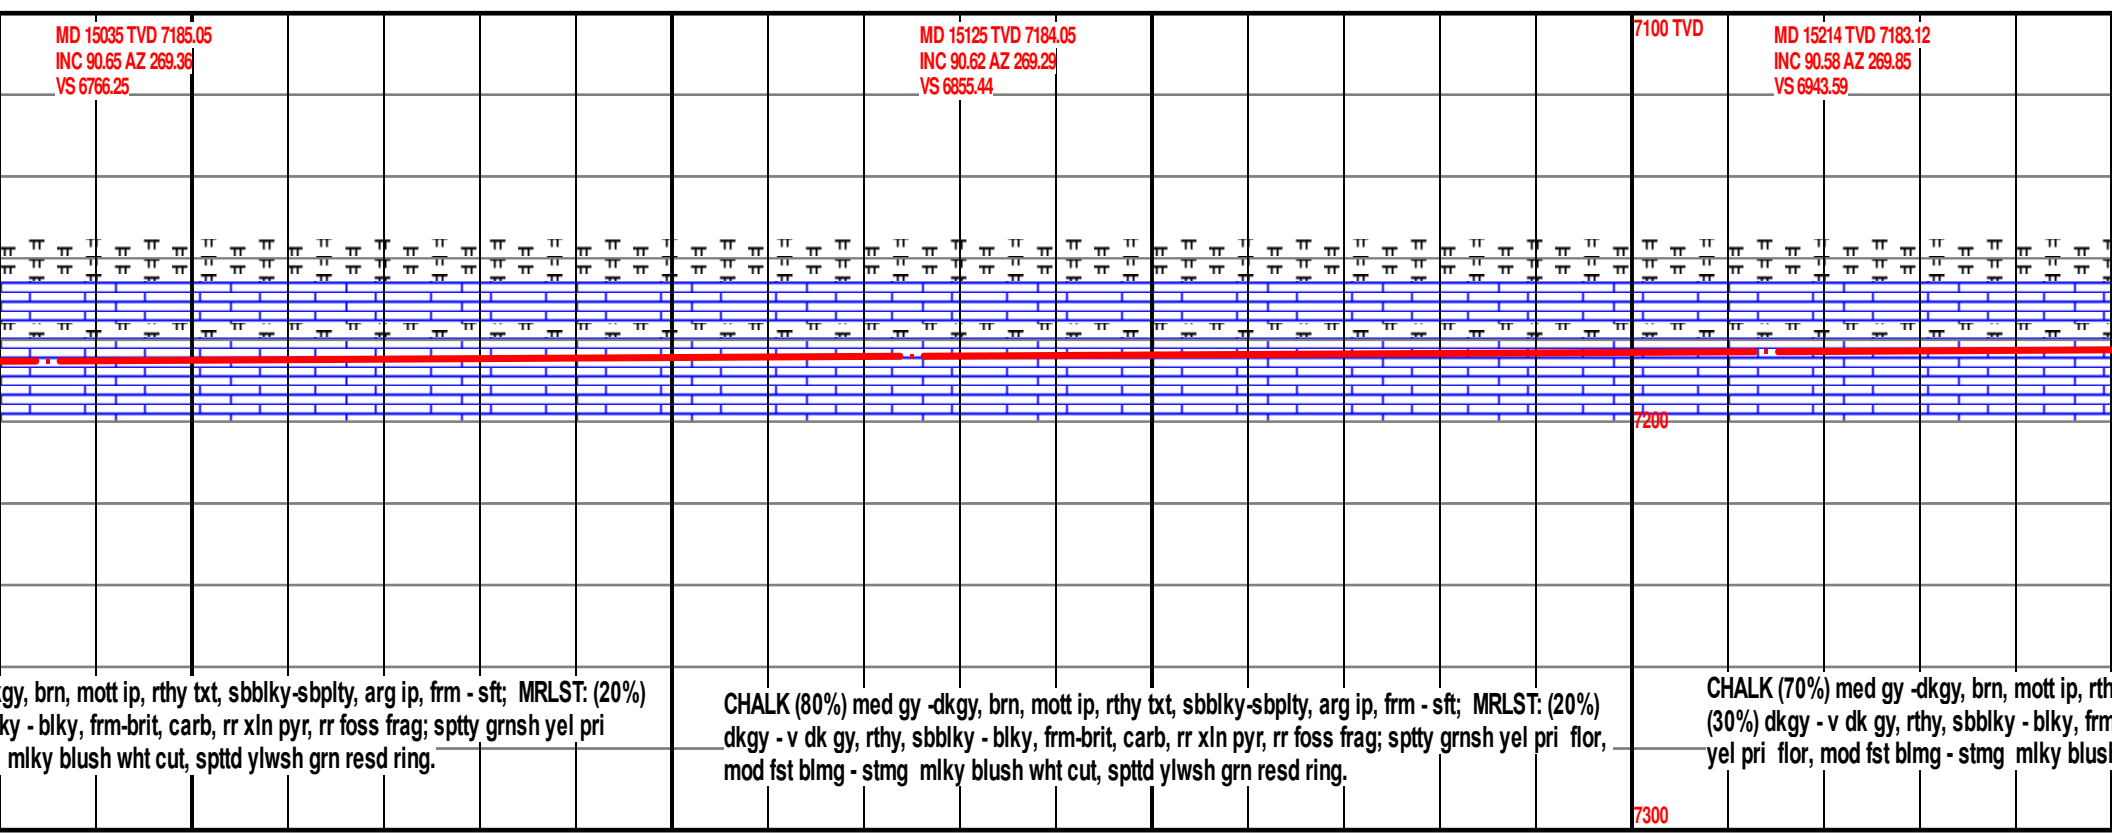 MD 15035 TVD 7185.05
INC 90.65 AZ 269.36
VS 6766.25
MD 15125 TVD 7184.05
INC 90.62 AZ 269.29
VS 6855.44
7100 TVD
MD 15214 TVD 7183.12
INC 90.58 AZ 269.85
VS 6943.59
7200
kgy, brn, mott ip, rthy txt, sbblky-sbplty, arg ip, frm - sft; MRLST: (20%)
ky - blky, frm-brit, carb, rr xln pyr, rr foss frag; sptty grnsh yel pri
mlky blush wht cut, spttd ylwsh grn resd ring.
CHALK (80%) med gy -dkgy, brn, mott ip, rthy txt, sbblky-sbplty, arg ip, frm - sft; MRLST: (20%)
dkgy - v dk gy, rthy, sbblky - blky, frm-brit, carb, rr xln pyr, rr foss frag; sptty grnsh yel pri flor,
mod fst blmg - stmg mlky blush wht cut, spttd ylwsh grn resd ring.
CHALK (70%) med gy -dkgy, brn, mott ip, rth
(30%) dkgy - v dk gy, rthy, sbblky - blky, frm
yel pri flor, mod fst blmg - stmg mlky blush
7300